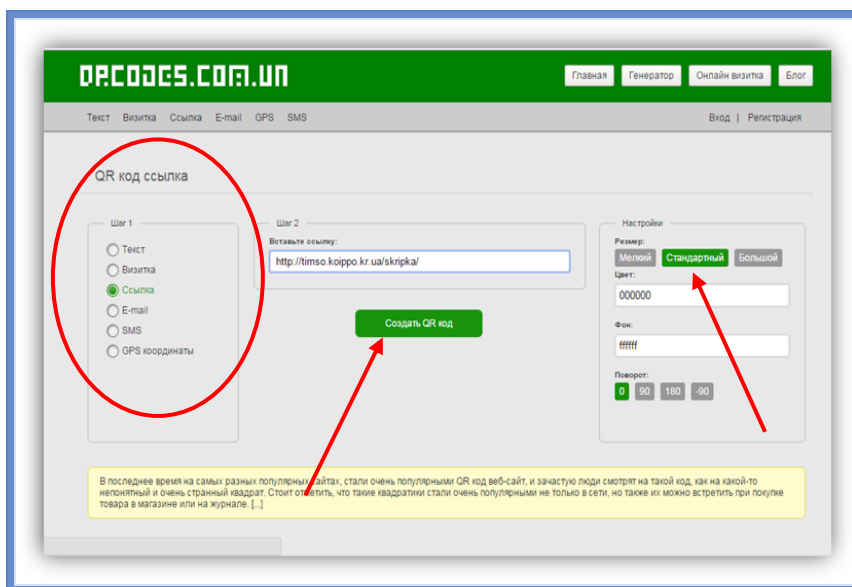 QRCODES.COM.UA
Главная Генератор Онлайн визитка Блог
Текст Визитка Ссылка E-mail GPS SMS
Вход | Регистрация
QR код ссылка
Шаг 1
Текст
Визитка
Ссылка
E-mail
SMS
GPS координаты
Шаг 2
Вставьте ссылку:
http://timso.koippo.kr.ua/skripka/
Создать QR код
Настройки
Размер:
Мелкий Стандартный Большой
Цвет:
000000
Фон:
ffffff
Поворот:
0 90 180 -90
В последнее время на самых разных популярных сайтах, стали очень популярными QR код веб-сайт, и зачастую люди смотрят на такой код, как на какой-то
непонятный и очень странный квадрат. Стоит отметить, что такие квадратики стали очень популярными не только в сети, но также их можно встретить при покупке
товара в магазине или на журнале. [...]